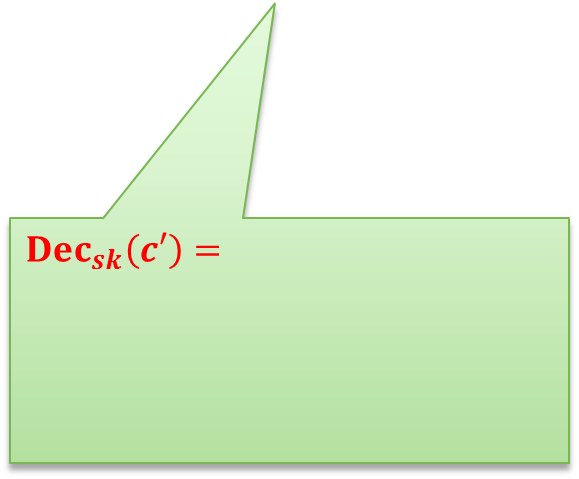 Dec_{sk}(c′) =